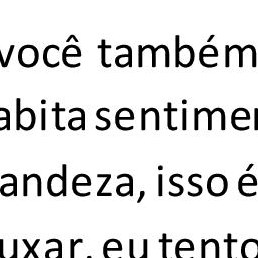 você também
abita sentimen
andeza, isso é
uxar, eu tento